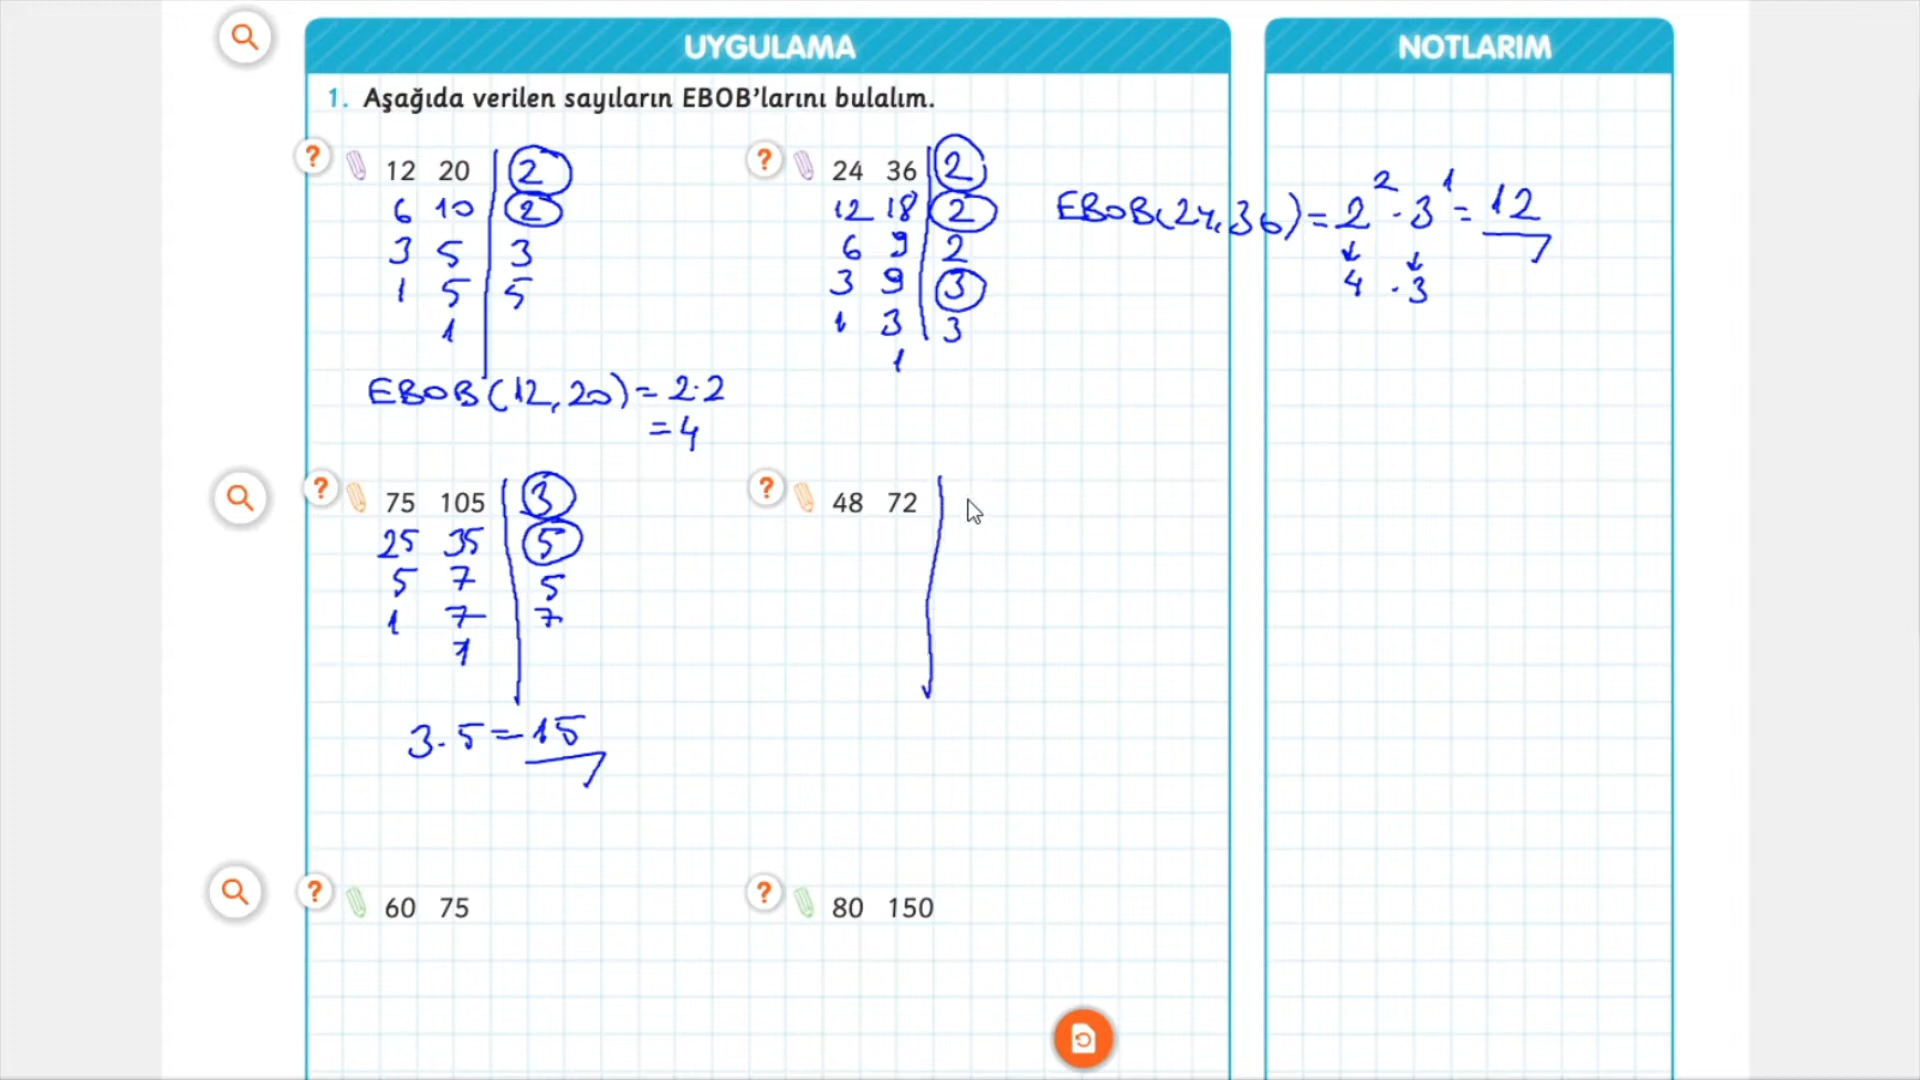 UYGULAMA
NOTLARIM
1. Aşağıda verilen sayıların EBOB'larını bulalım.
? 12 20 2
6 10 2
3 5 3
1 5 5
1
EBOB(12,20)=2·2
=4
? 24 36 2
12 18 2
6 9 2
3 9 3
1 3 3
1
EBOB(24,36)=2² · 3¹ = 12
4 · 3
? 75 105 3
25 35 5
5 7 5
1 7 7
1
3·5=15
? 48 72
? 60 75
? 80 150